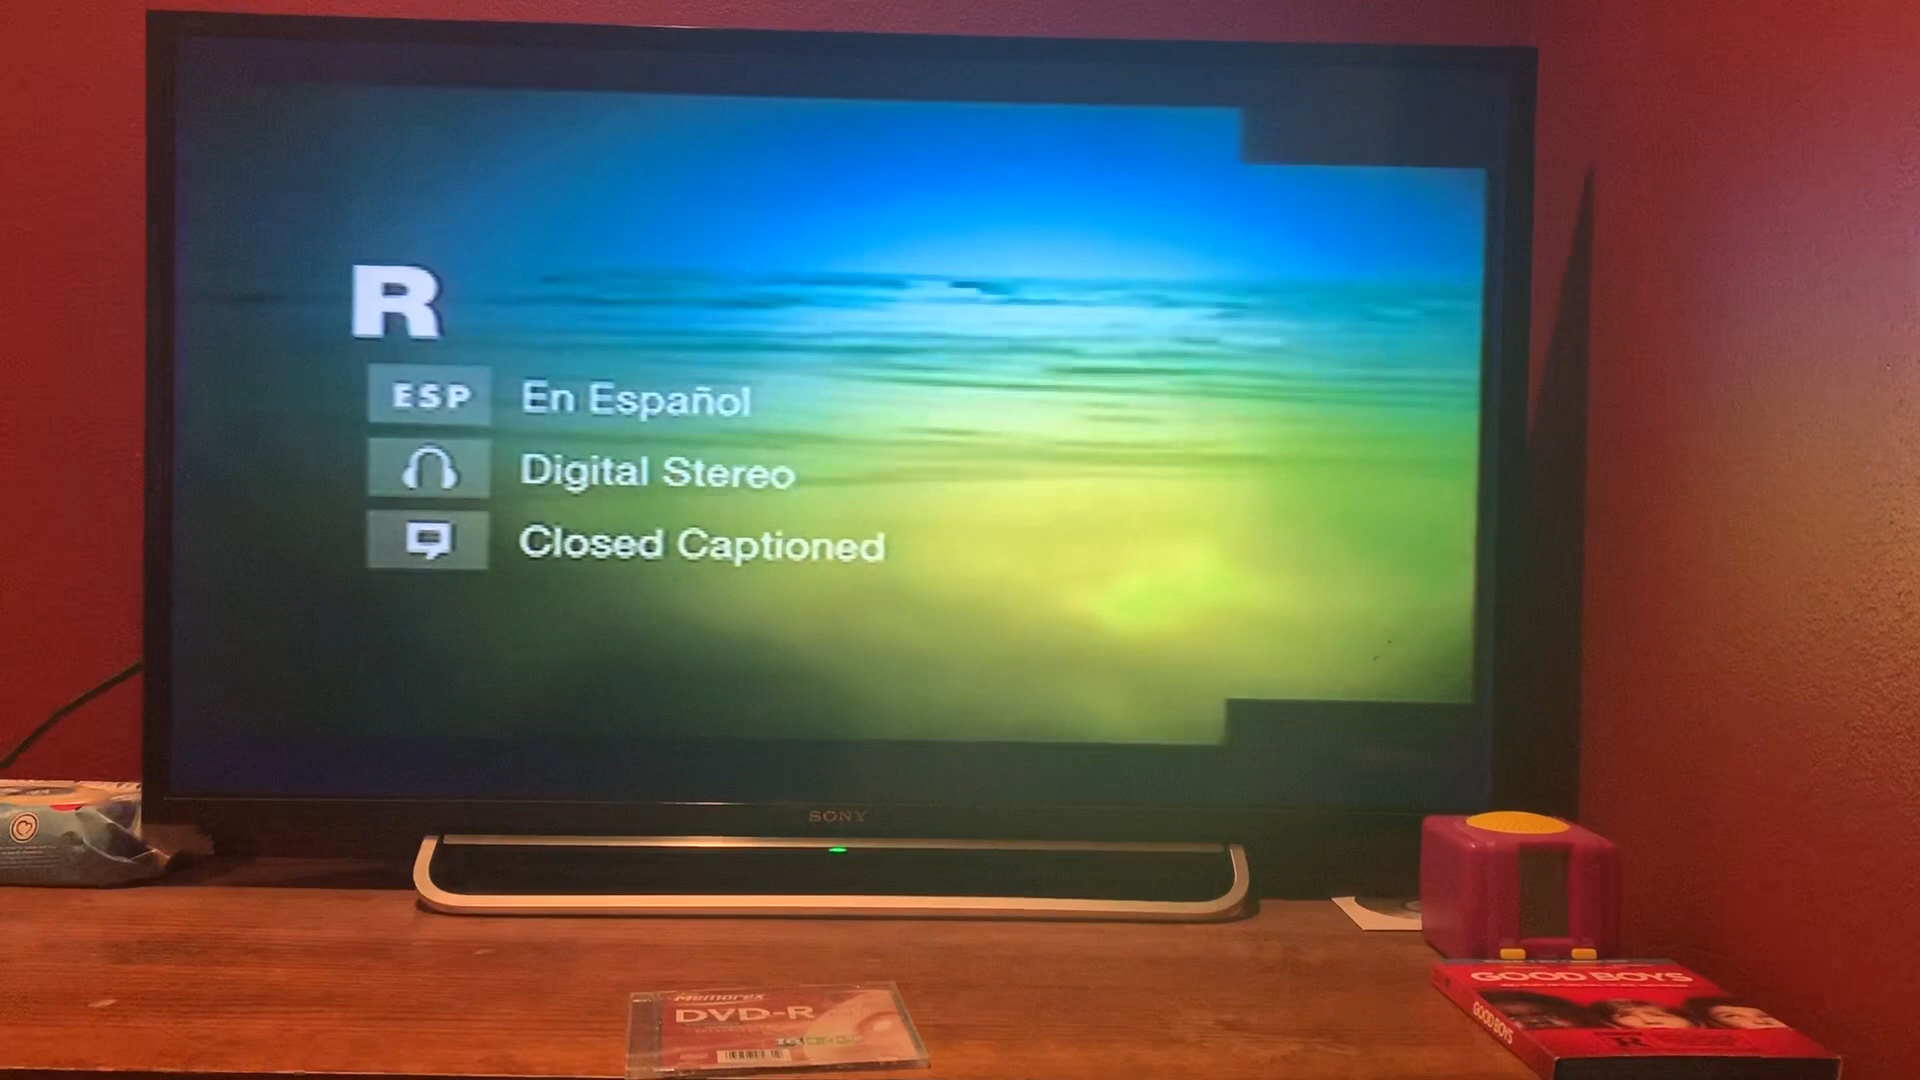 R
ESP En Español
Digital Stereo
Closed Captioned
SONY
Memorex
DVD-R
GOOD BOYS
GOOD BOYS
R